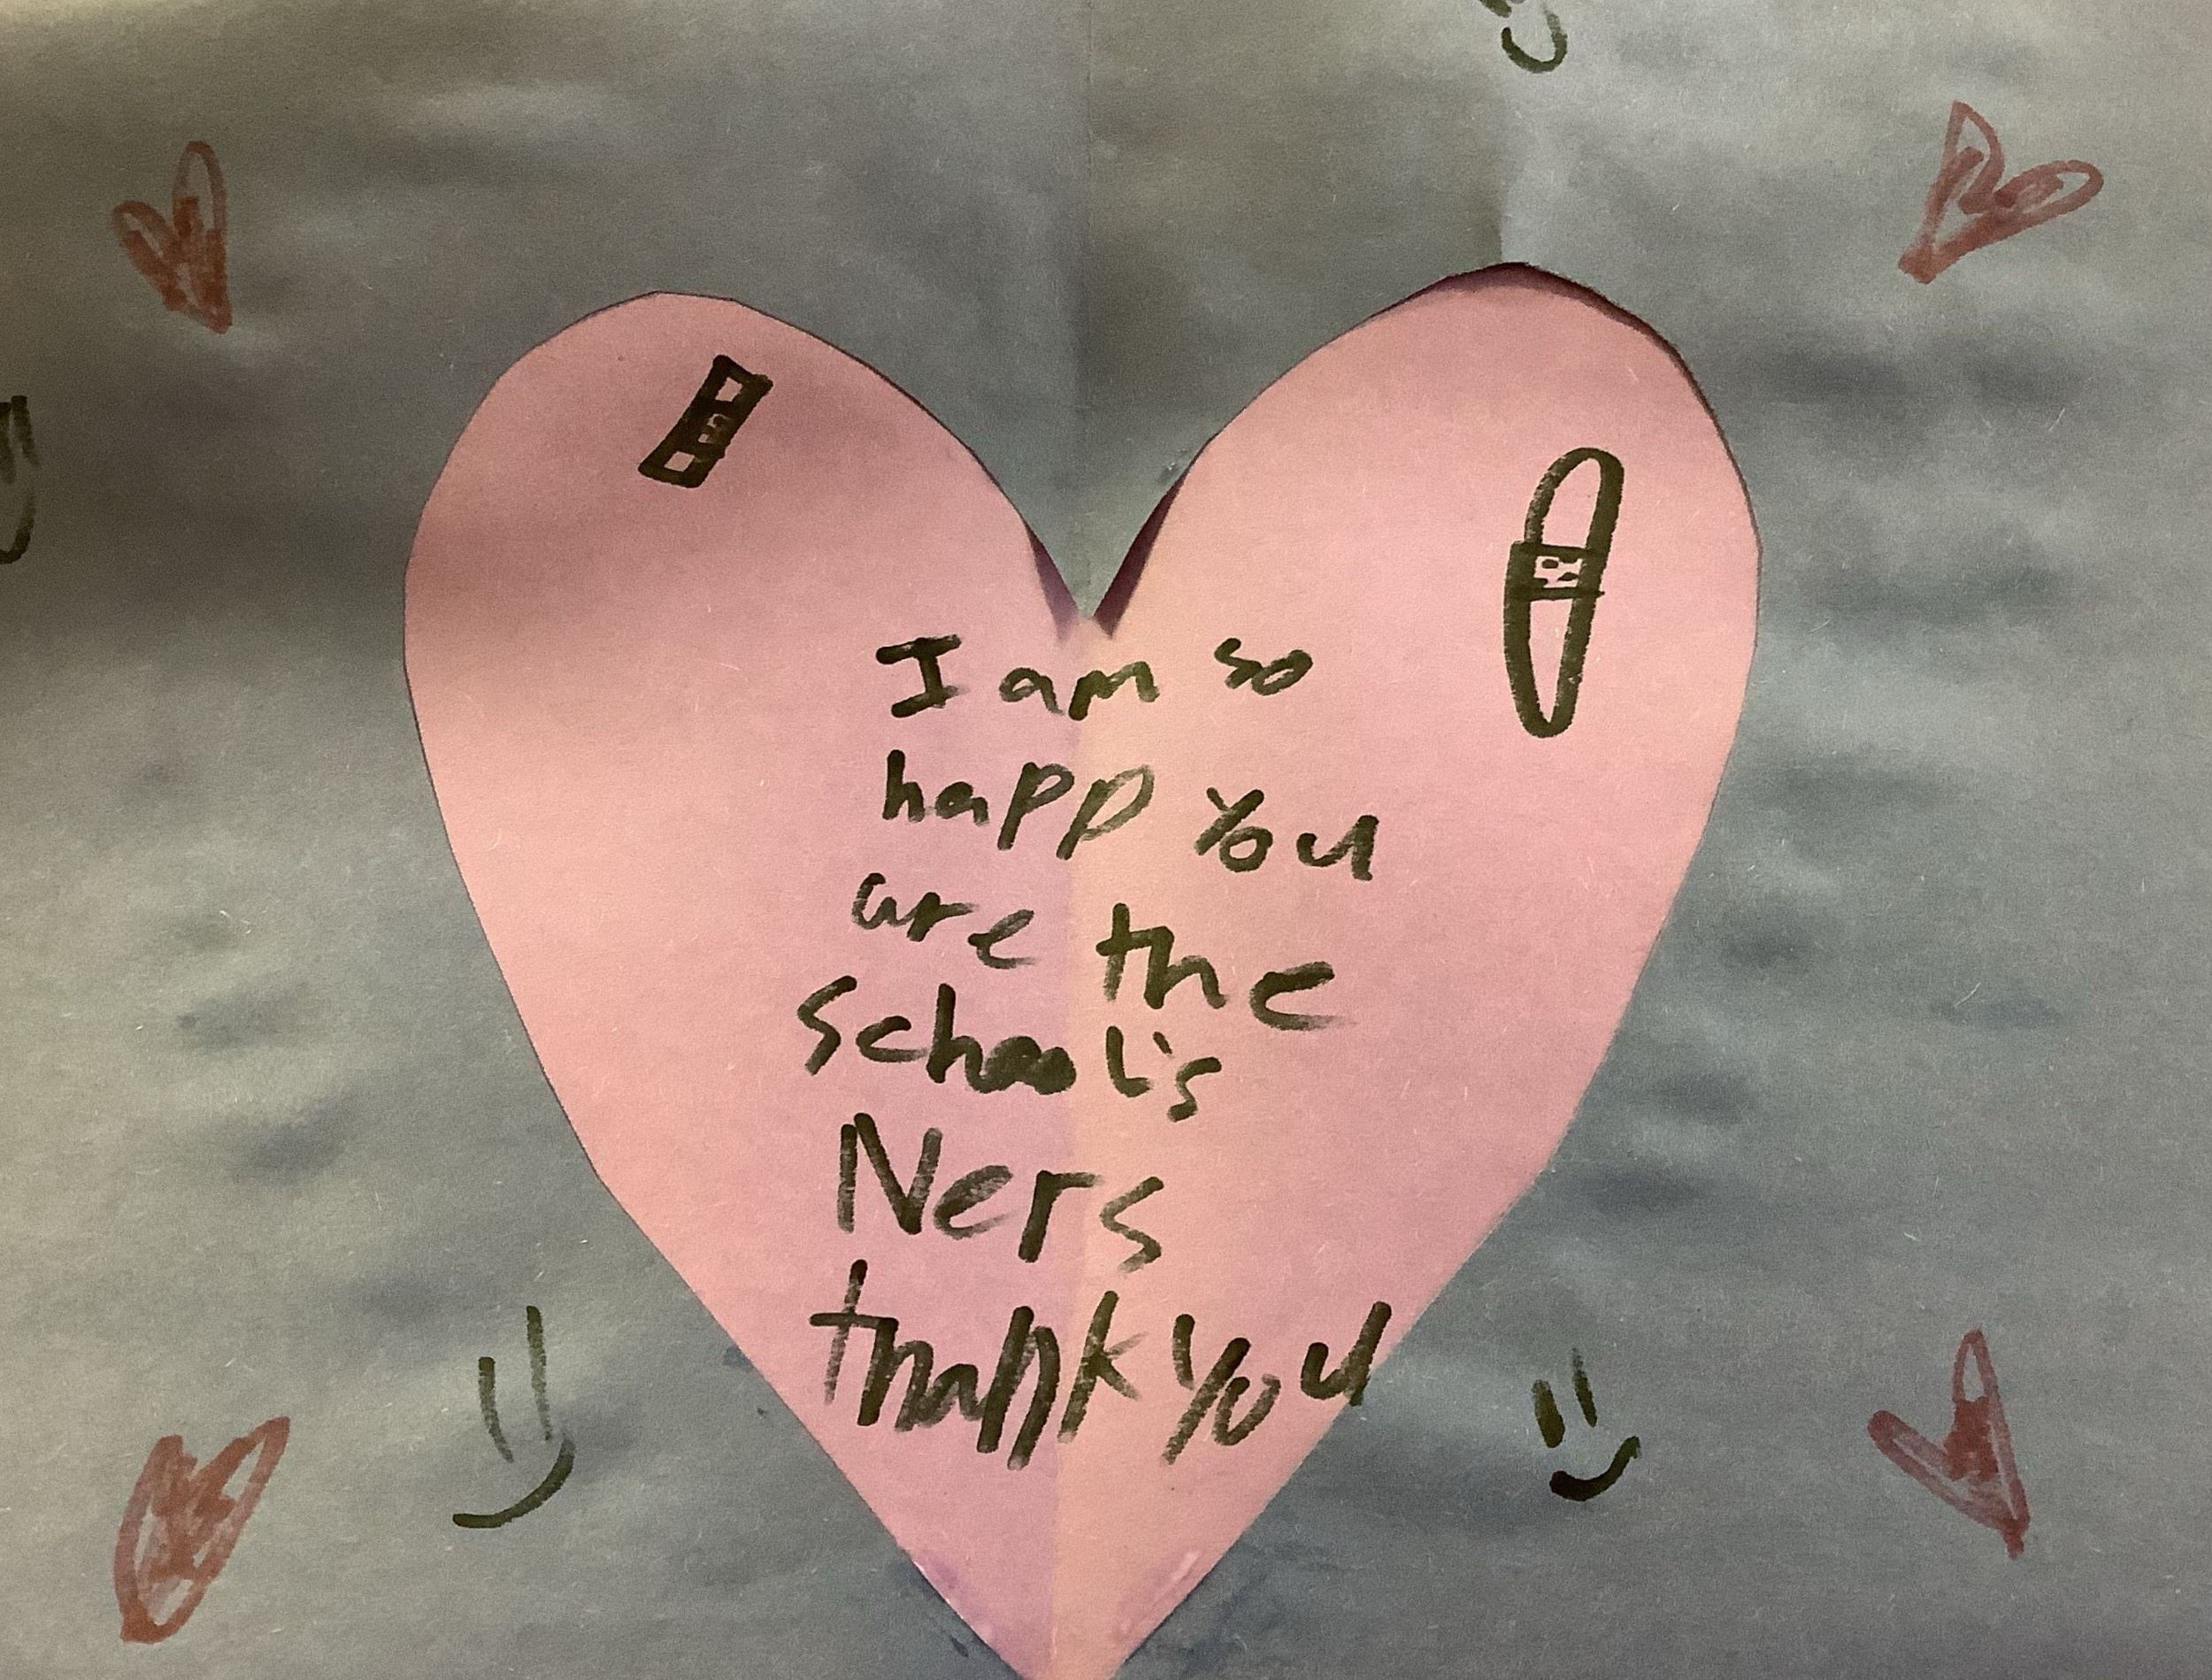 I am so
happ you
are the
school's
Ners
thank you